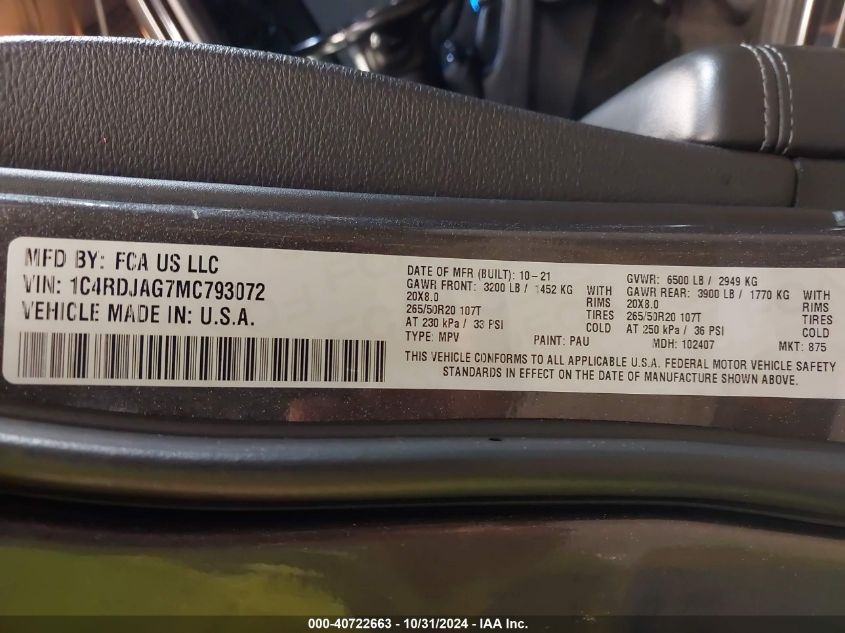 MFD BY: FCA US LLC
VIN: 1C4RDJAG7MC793072
VEHICLE MADE IN: U.S.A.
DATE OF MFR (BUILT): 10-21 GVWR: 6500 LB / 2949 KG
GAWR FRONT: 3200 LB / 1452 KG WITH GAWR REAR: 3900 LB / 1770 KG WITH
20X8.0 RIMS 20X8.0 RIMS
265/50R20 107T TIRES 265/50R20 107T TIRES
AT 230 kPa / 33 PSI COLD AT 250 kPa / 36 PSI COLD
TYPE: MPV PAINT: PAU MDH: 102407 MKT: 875
THIS VEHICLE CONFORMS TO ALL APPLICABLE U.S.A. FEDERAL MOTOR VEHICLE SAFETY
STANDARDS IN EFFECT ON THE DATE OF MANUFACTURE SHOWN ABOVE.
000-40722663 - 10/31/2024 - IAA Inc.